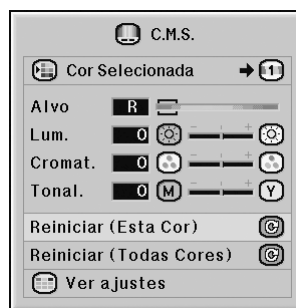 C.M.S.
Cor Selecionada 1
Alvo R
Lum. 0 - +
Cromat. 0 - +
Tonal. 0 M - + Y
Reiniciar (Esta Cor)
Reiniciar (Todas Cores)
Ver ajustes